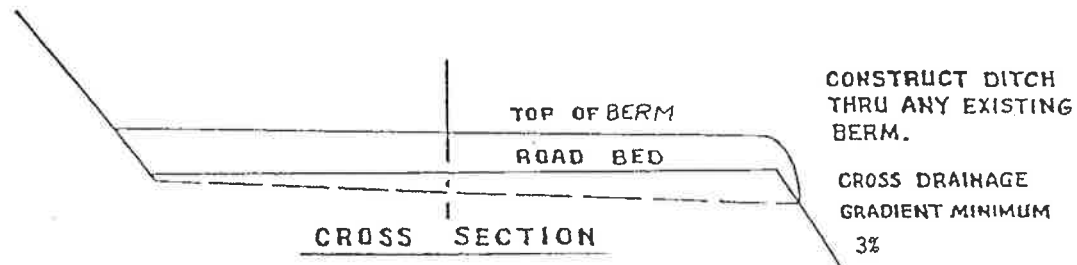 TOP OF BERM
ROAD BED
CROSS SECTION
CONSTRUCT DITCH
THRU ANY EXISTING
BERM.
CROSS DRAINAGE
GRADIENT MINIMUM
3%